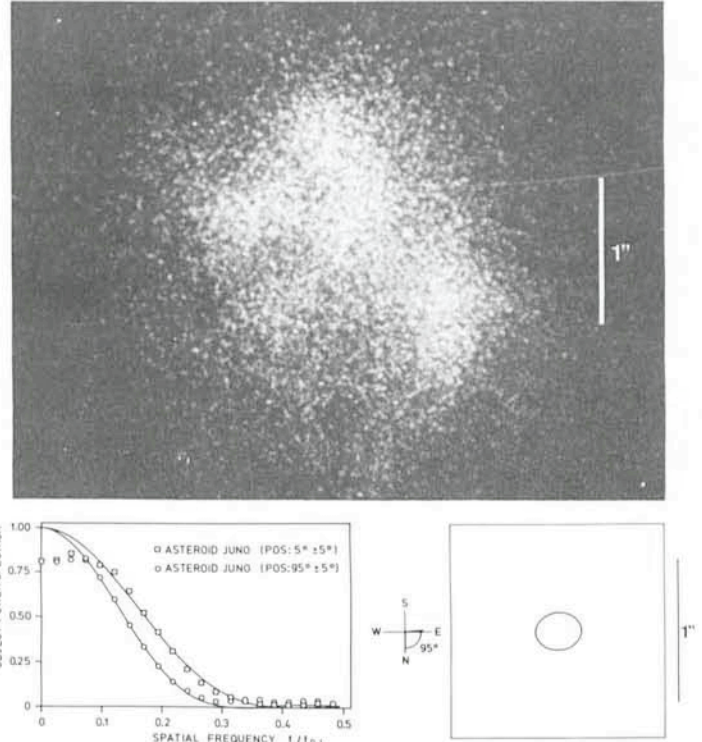 1"
1.00
0.75
0.50
0.25
0
□ ASTEROID JUNO (POS: 5° ±5°)
○ ASTEROID JUNO (POS: 95° ±5°)
0 0.1 0.2 0.3 0.4 0.5
SPATIAL FREQUENCY
S
W E
95°
N
1"